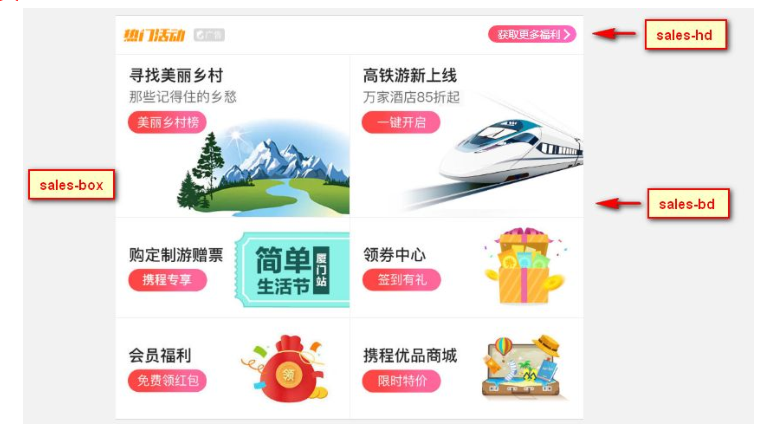 热门活动 广告 获取更多福利 sales-hd
寻找美丽乡村
那些记得住的乡愁
美丽乡村榜
高铁游新上线
万家酒店85折起
一键开启
sales-box
sales-bd
购定制游赠票
携程专享
简单
生活节
厦门站
领券中心
签到有礼
会员福利
免费领红包
领
携程优品商城
限时特价